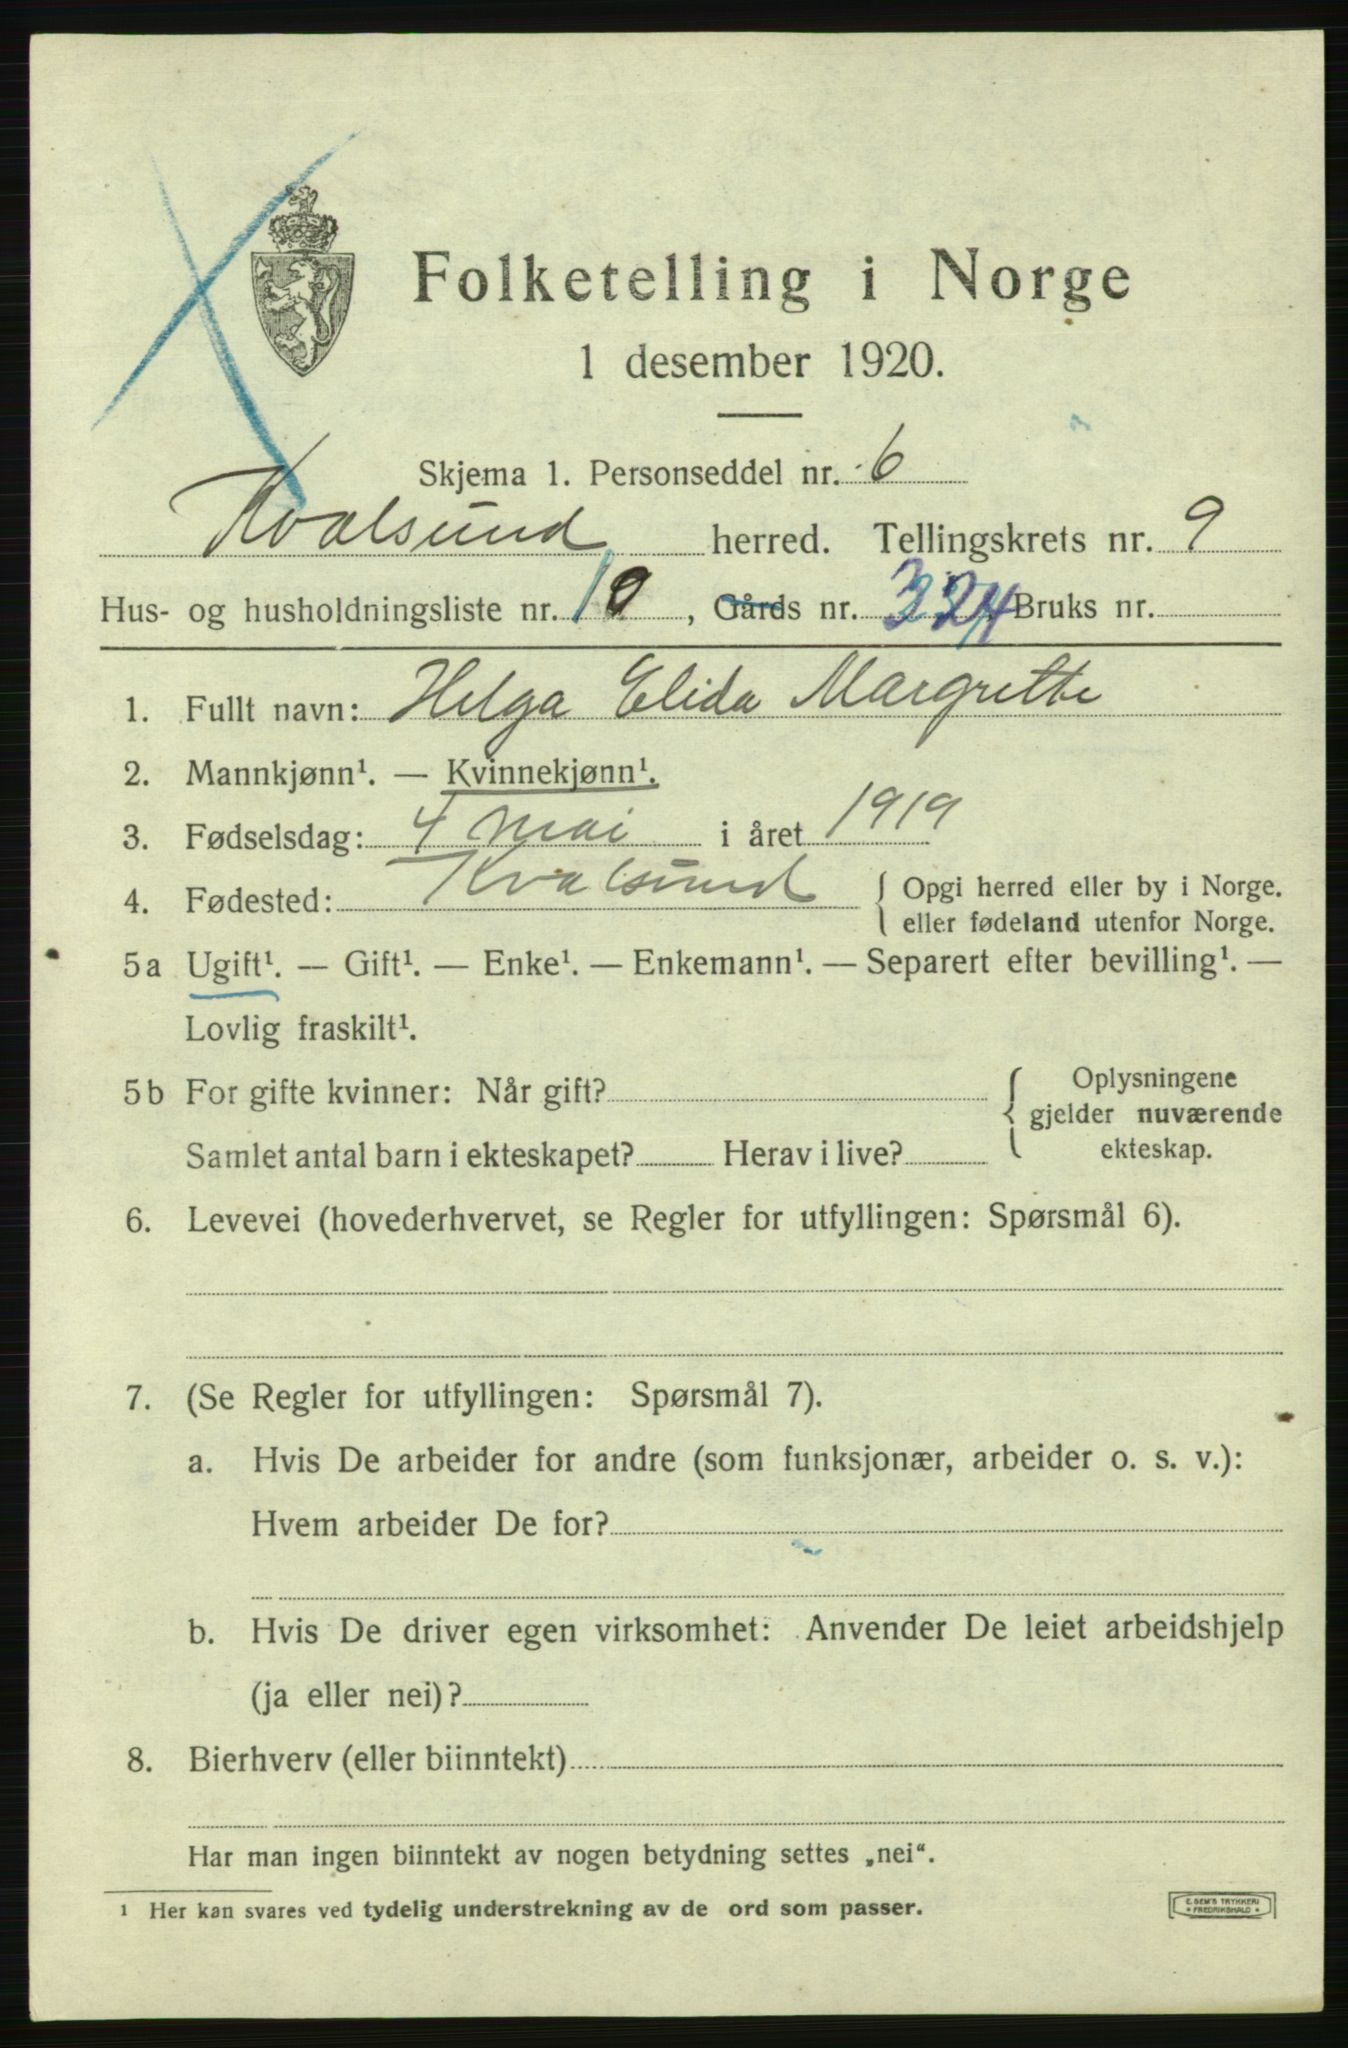 Folketelling i Norge
1 desember 1920.
Skjema 1. Personseddel nr. 6
Kvalsund herred. Tellingskrets nr. 9
Hus- og husholdningsliste nr. 10, Gårds nr. Bruks nr.
1. Fullt navn: Helga Elida Margrethe
2. Mannkjønn¹. — Kvinnekjønn¹.
3. Fødselsdag: 4 mai i året 1919
4. Fødested: Kvalsund { Opgi herred eller by i Norge.
eller fødeland utenfor Norge.
5a Ugift¹. — Gift¹. — Enke¹. — Enkemann¹. — Separert efter bevilling¹. —
Lovlig fraskilt¹.
5b For gifte kvinner: Når gift? { Oplysningene
gjelder nuværende
Samlet antal barn i ekteskapet? Herav i live? ekteskap.
6. Levevei (hovederhvervet, se Regler for utfyllingen: Spørsmål 6).
7. (Se Regler for utfyllingen: Spørsmål 7).
a. Hvis De arbeider for andre (som funksjonær, arbeider o. s. v.):
Hvem arbeider De for?
b. Hvis De driver egen virksomhet: Anvender De leiet arbeidshjelp
(ja eller nei)?
8. Bierhverv (eller biinntekt)
Har man ingen biinntekt av nogen betydning settes „nei“.
¹ Her kan svares ved tydelig understrekning av de ord som passer.
E. SEM'S TRYKKERI
• FREDRIKSHALD •